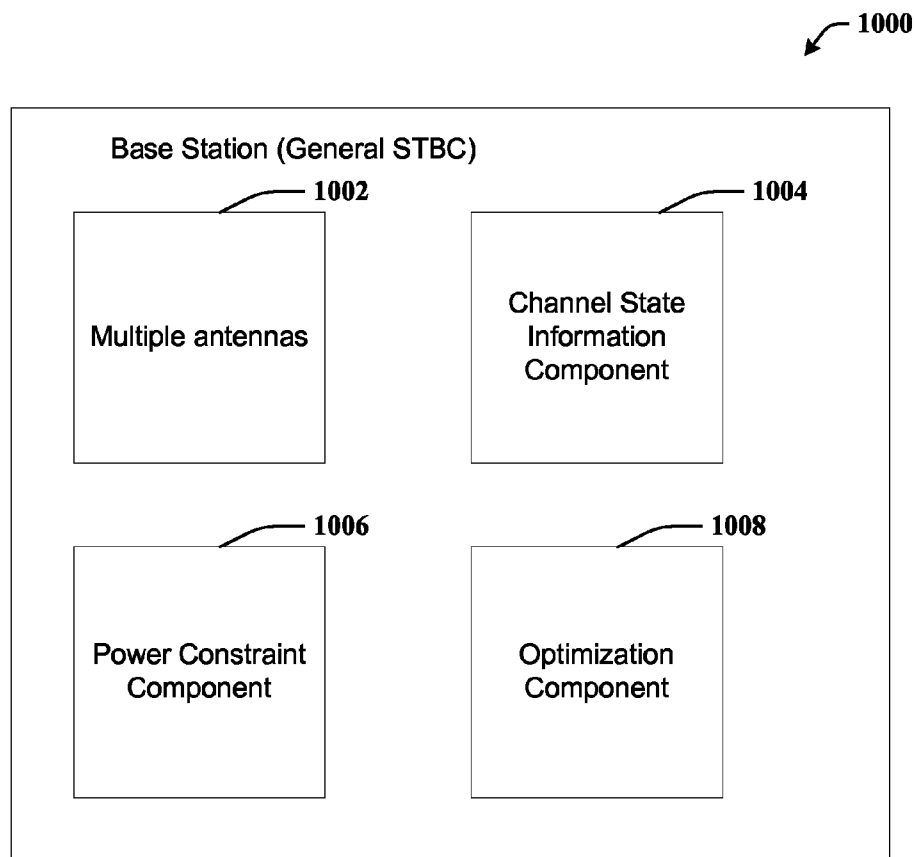 1000
Base Station (General STBC)
1002
1004
Multiple antennas
Channel State
Information
Component
1006
1008
Power Constraint
Component
Optimization
Component